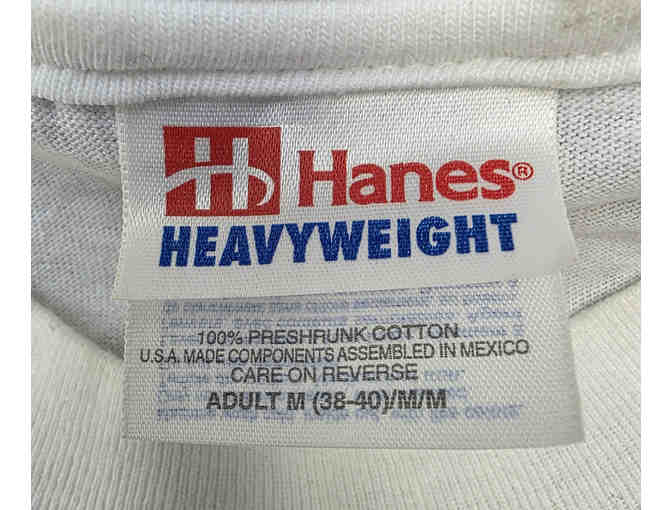 H Hanes®
HEAVYWEIGHT
100% PRESHRUNK COTTON
U.S.A. MADE COMPONENTS ASSEMBLED IN MEXICO
CARE ON REVERSE
ADULT M (38-40)/M/M